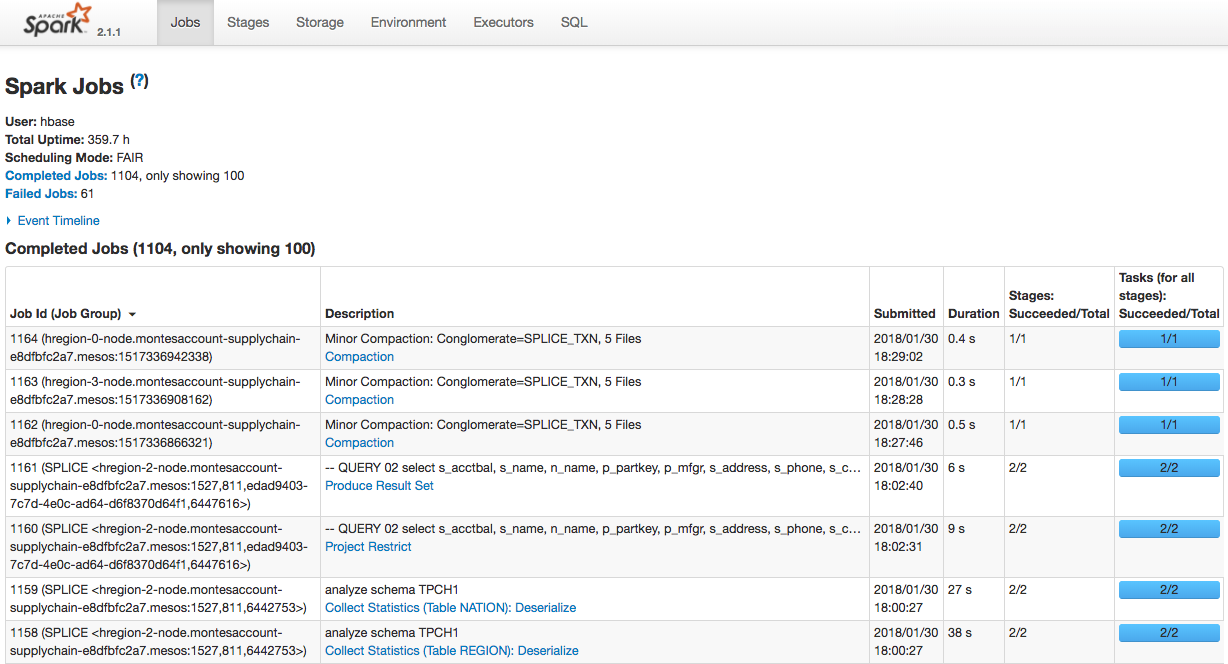 APACHE
Spark 2.1.1
Jobs Stages Storage Environment Executors SQL
Spark Jobs (?)
User: hbase
Total Uptime: 359.7 h
Scheduling Mode: FAIR
Completed Jobs: 1104, only showing 100
Failed Jobs: 61
Event Timeline
Completed Jobs (1104, only showing 100)
Job Id (Job Group) Description Submitted Duration Stages: Succeeded/Total Tasks (for all stages): Succeeded/Total
1164 (hregion-0-node.montesaccount-supplychain- Minor Compaction: Conglomerate=SPLICE_TXN, 5 Files 2018/01/30 0.4 s 1/1 1/1
e8dfbfc2a7.mesos:1517336942338) Compaction 18:29:02
1163 (hregion-3-node.montesaccount-supplychain- Minor Compaction: Conglomerate=SPLICE_TXN, 5 Files 2018/01/30 0.3 s 1/1 1/1
e8dfbfc2a7.mesos:1517336908162) Compaction 18:28:28
1162 (hregion-0-node.montesaccount-supplychain- Minor Compaction: Conglomerate=SPLICE_TXN, 5 Files 2018/01/30 0.5 s 1/1 1/1
e8dfbfc2a7.mesos:1517336866321) Compaction 18:27:46
1161 (SPLICE <hregion-2-node.montesaccount- -- QUERY 02 select s_acctbal, s_name, n_name, p_partkey, p_mfgr, s_address, s_phone, s_c... 2018/01/30 6 s 2/2 2/2
supplychain-e8dfbfc2a7.mesos:1527,811,edad9403- Produce Result Set 18:02:40
7c7d-4e0c-ad64-d6f8370d64f1,6447616>)
1160 (SPLICE <hregion-2-node.montesaccount- -- QUERY 02 select s_acctbal, s_name, n_name, p_partkey, p_mfgr, s_address, s_phone, s_c... 2018/01/30 9 s 2/2 2/2
supplychain-e8dfbfc2a7.mesos:1527,811,edad9403- Project Restrict 18:02:31
7c7d-4e0c-ad64-d6f8370d64f1,6447616>)
1159 (SPLICE <hregion-2-node.montesaccount- analyze schema TPCH1 2018/01/30 27 s 2/2 2/2
supplychain-e8dfbfc2a7.mesos:1527,811,6442753>) Collect Statistics (Table NATION): Deserialize 18:00:27
1158 (SPLICE <hregion-2-node.montesaccount- analyze schema TPCH1 2018/01/30 38 s 2/2 2/2
supplychain-e8dfbfc2a7.mesos:1527,811,6442753>) Collect Statistics (Table REGION): Deserialize 18:00:27